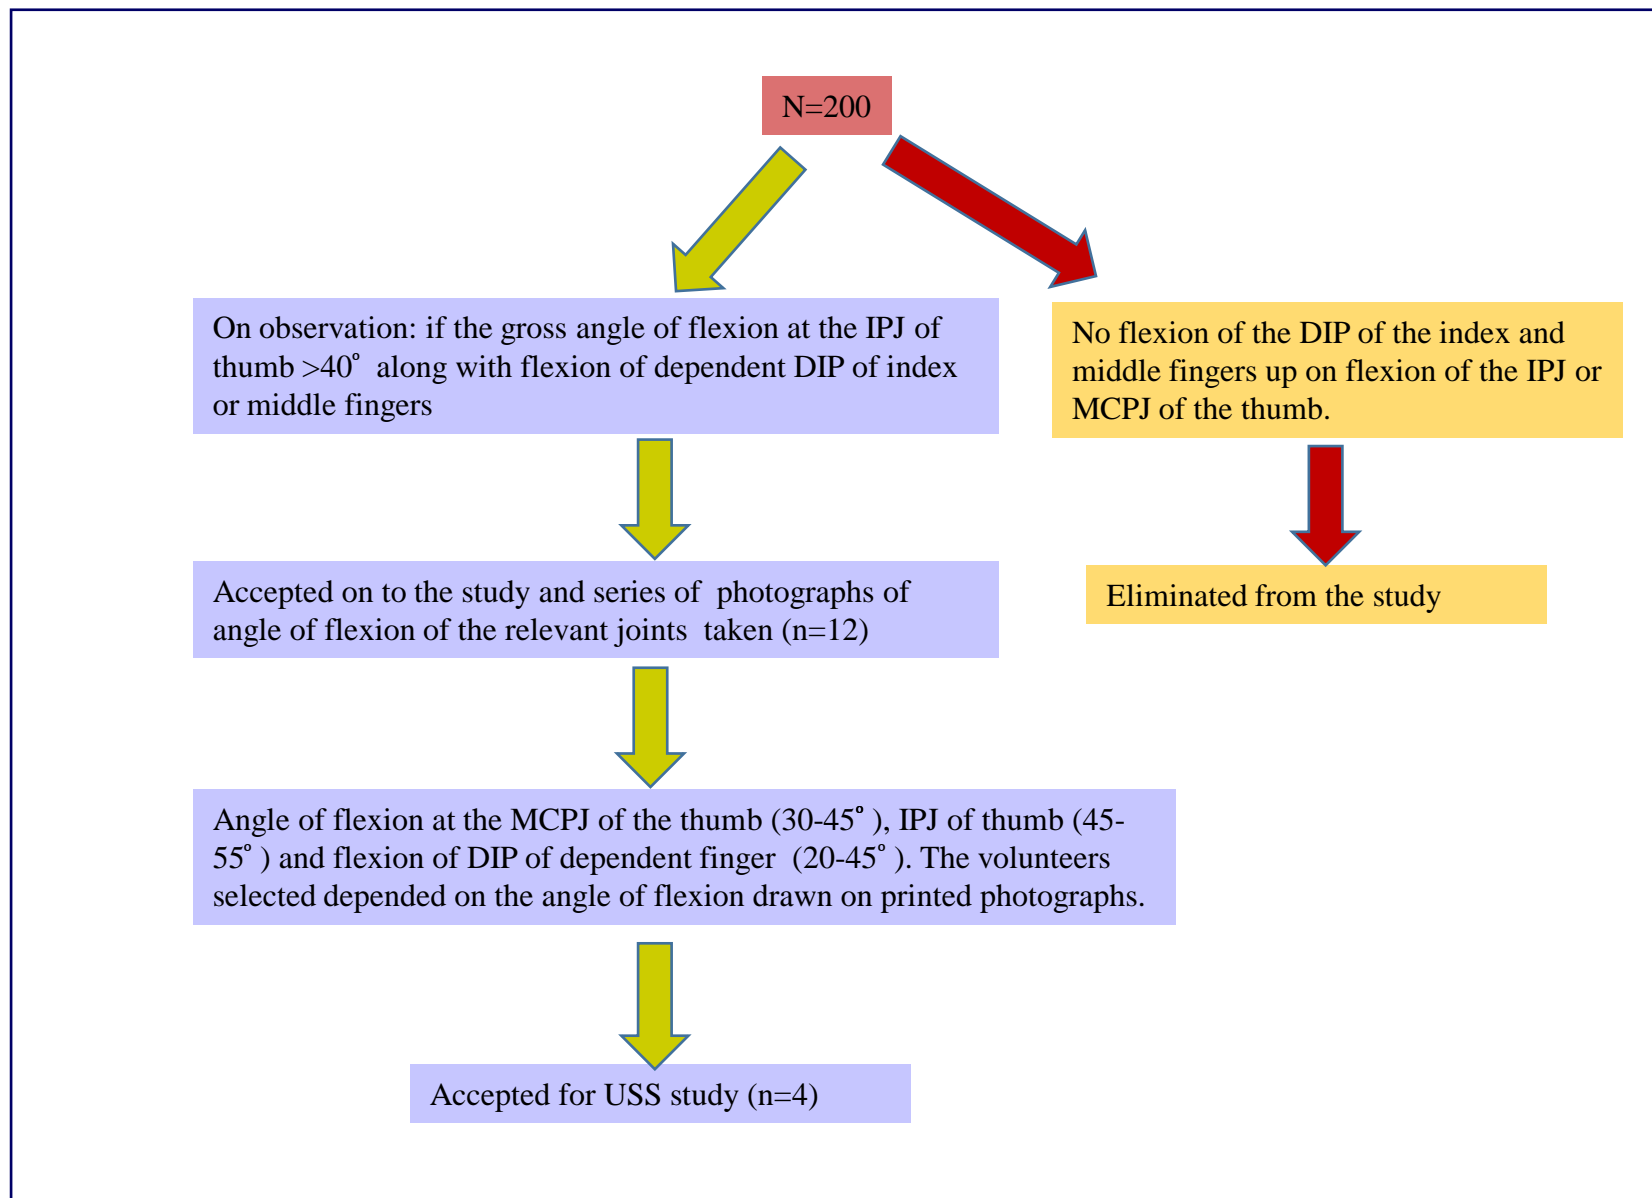 N=200
On observation: if the gross angle of flexion at the IPJ of
thumb >40° along with flexion of dependent DIP of index
or middle fingers
No flexion of the DIP of the index and
middle fingers up on flexion of the IPJ or
MCPJ of the thumb.
Accepted on to the study and series of photographs of
angle of flexion of the relevant joints taken (n=12)
Eliminated from the study
Angle of flexion at the MCPJ of the thumb (30-45° ), IPJ of thumb (45-
55° ) and flexion of DIP of dependent finger (20-45° ). The volunteers
selected depended on the angle of flexion drawn on printed photographs.
Accepted for USS study (n=4)